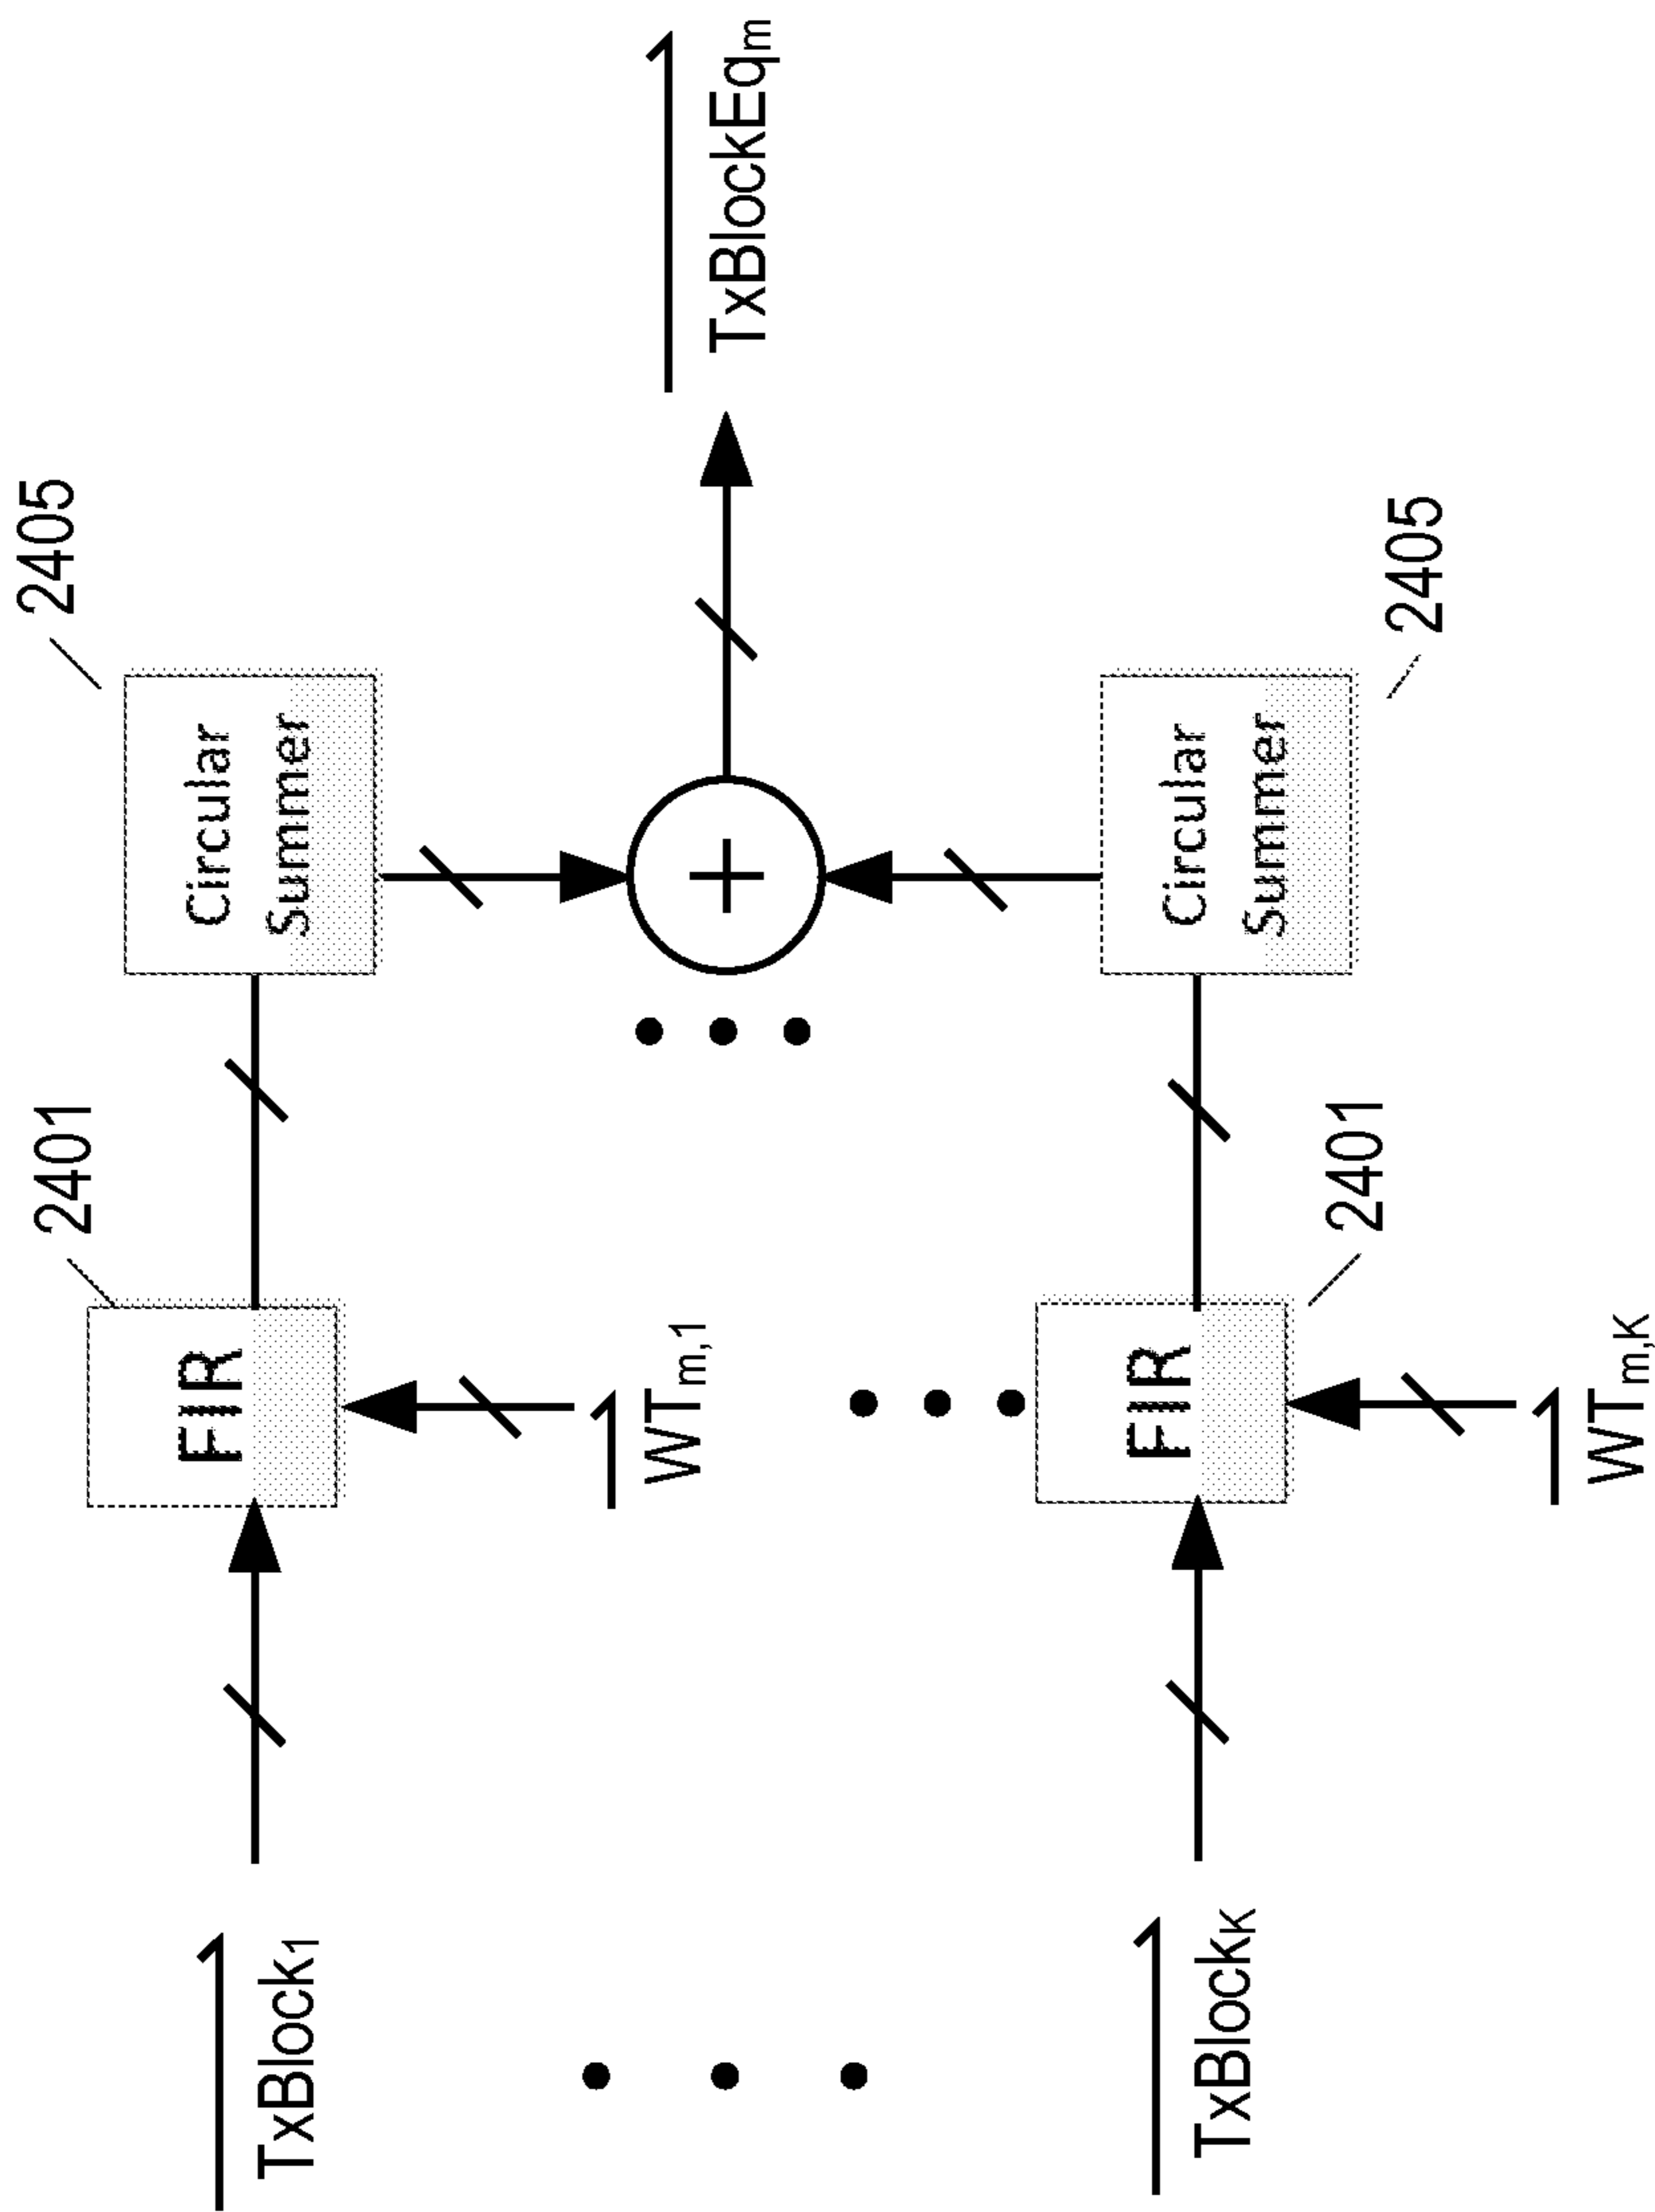 TxBlock1
2401
FIR
WTm,1
2405
Circular
Summer
+
TxBlockEqm
TxBlockK
2401
FIR
WTm,K
2405
Circular
Summer